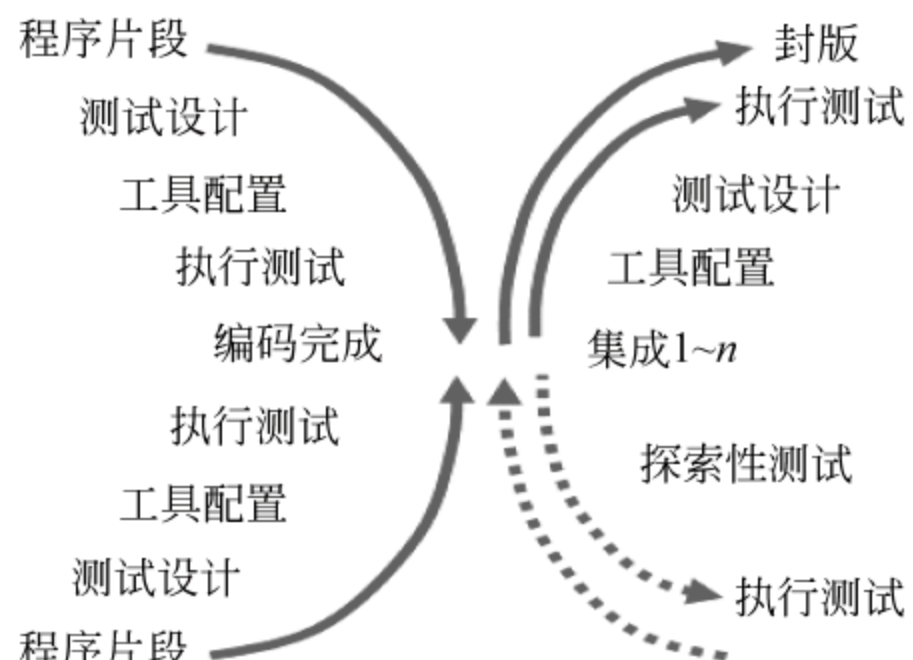 程序片段
测试设计
工具配置
执行测试
编码完成
执行测试
工具配置
测试设计
程序片段
封版
执行测试
测试设计
工具配置
集成1~n
探索性测试
执行测试